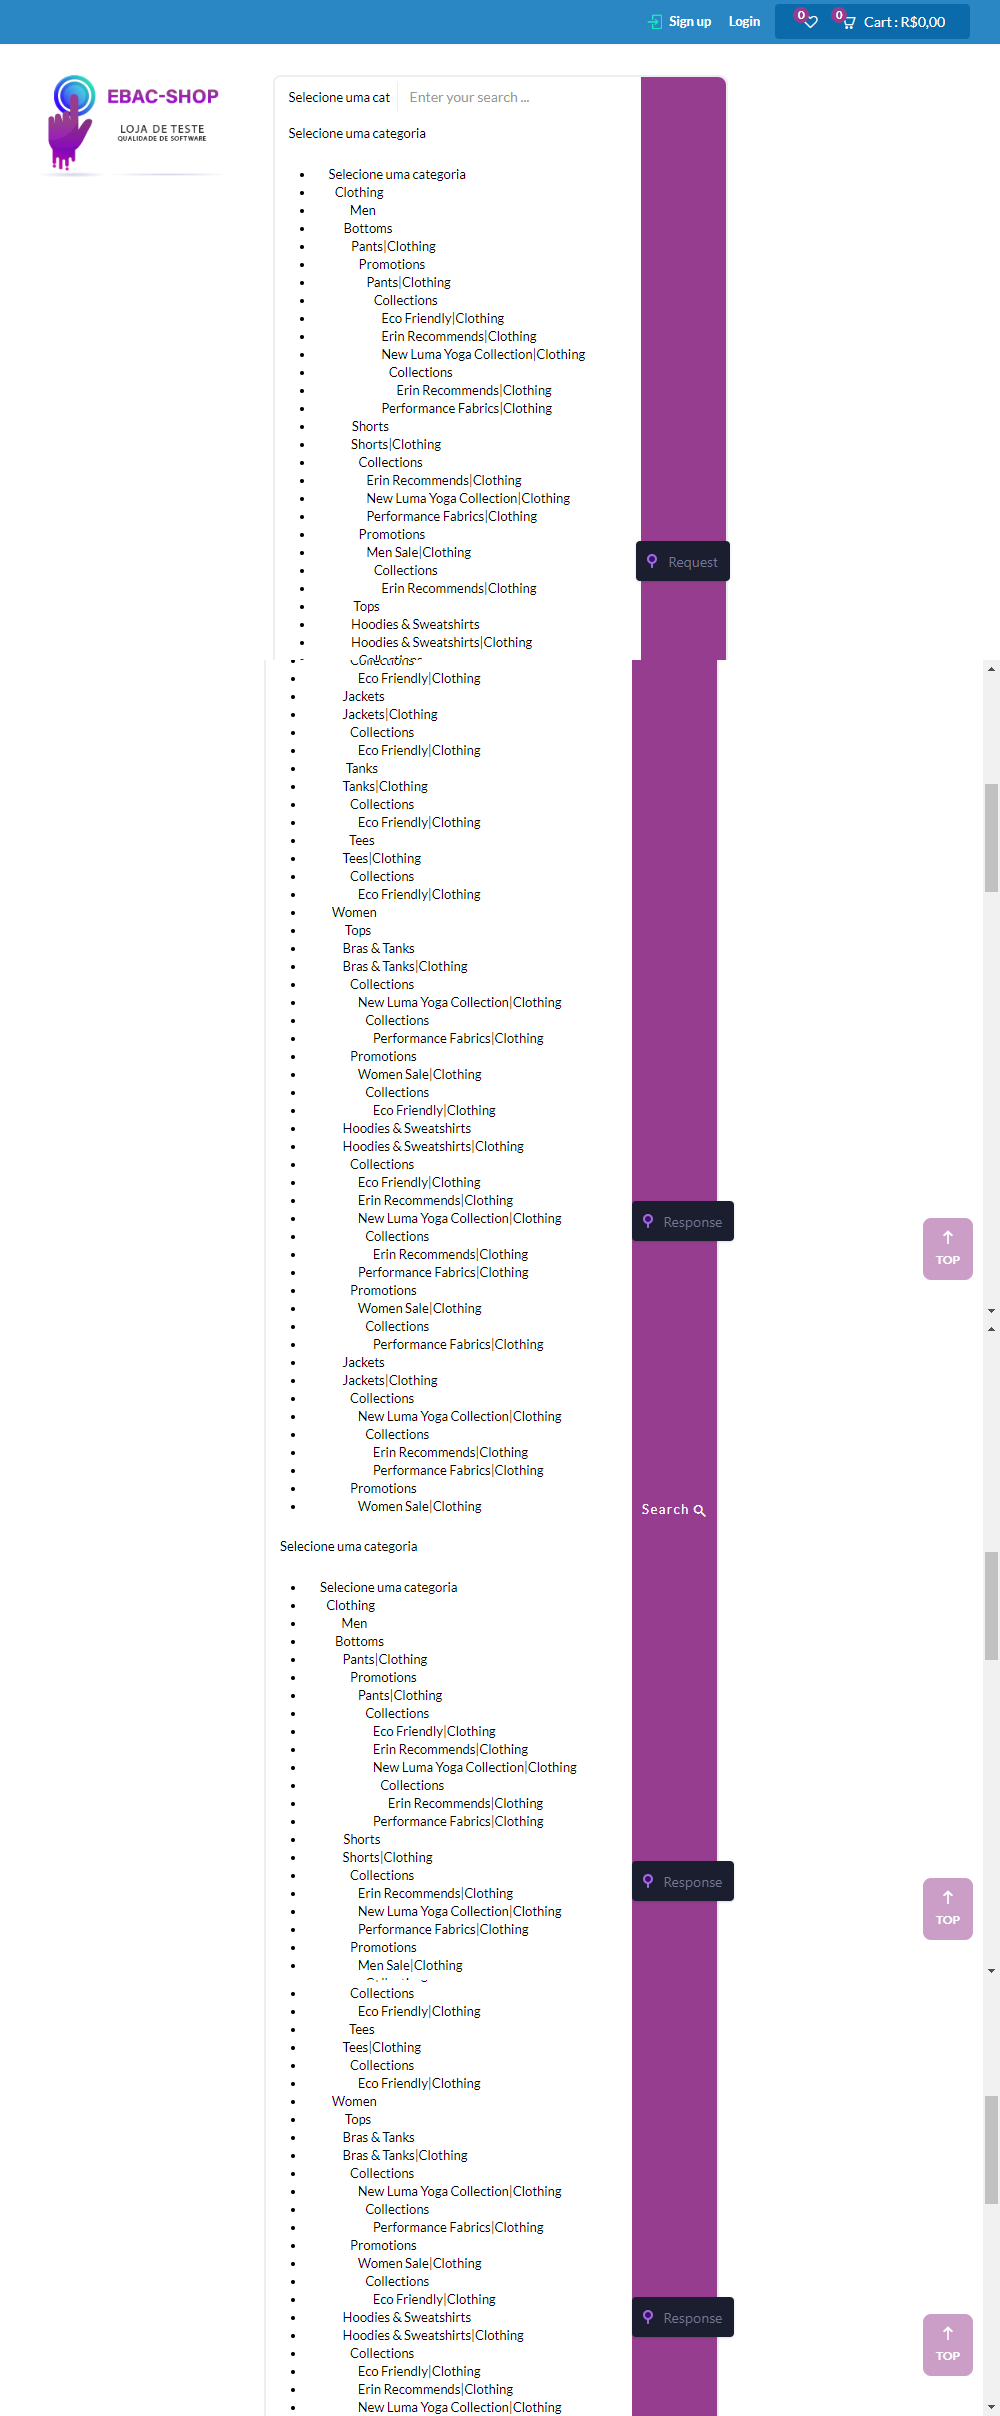 Sign up Login 0 0 Cart : R$0,00
EBAC-SHOP
LOJA DE TESTE
QUALIDADE DE SOFTWARE
Selecione uma cat Enter your search ...
Selecione uma categoria
Selecione uma categoria
Clothing
Men
Bottoms
Pants|Clothing
Promotions
Pants|Clothing
Collections
Eco Friendly|Clothing
Erin Recommends|Clothing
New Luma Yoga Collection|Clothing
Collections
Erin Recommends|Clothing
Performance Fabrics|Clothing
Shorts
Shorts|Clothing
Collections
Erin Recommends|Clothing
New Luma Yoga Collection|Clothing
Performance Fabrics|Clothing
Promotions
Men Sale|Clothing
Request
Collections
Erin Recommends|Clothing
Tops
Hoodies & Sweatshirts
Hoodies & Sweatshirts|Clothing
Collections
Eco Friendly|Clothing
Jackets
Jackets|Clothing
Collections
Eco Friendly|Clothing
Tanks
Tanks|Clothing
Collections
Eco Friendly|Clothing
Tees
Tees|Clothing
Collections
Eco Friendly|Clothing
Women
Tops
Bras & Tanks
Bras & Tanks|Clothing
Collections
New Luma Yoga Collection|Clothing
Collections
Performance Fabrics|Clothing
Promotions
Women Sale|Clothing
Collections
Eco Friendly|Clothing
Hoodies & Sweatshirts
Hoodies & Sweatshirts|Clothing
Collections
Eco Friendly|Clothing
Erin Recommends|Clothing
New Luma Yoga Collection|Clothing
Response
Collections
Erin Recommends|Clothing
TOP
Performance Fabrics|Clothing
Promotions
Women Sale|Clothing
Collections
Performance Fabrics|Clothing
Jackets
Jackets|Clothing
Collections
New Luma Yoga Collection|Clothing
Collections
Erin Recommends|Clothing
Performance Fabrics|Clothing
Promotions
Women Sale|Clothing
Search
Selecione uma categoria
Selecione uma categoria
Clothing
Men
Bottoms
Pants|Clothing
Promotions
Pants|Clothing
Collections
Eco Friendly|Clothing
Erin Recommends|Clothing
New Luma Yoga Collection|Clothing
Collections
Erin Recommends|Clothing
Performance Fabrics|Clothing
Shorts
Shorts|Clothing
Collections
Response
Erin Recommends|Clothing
New Luma Yoga Collection|Clothing
TOP
Performance Fabrics|Clothing
Promotions
Men Sale|Clothing
Collections
Eco Friendly|Clothing
Tees
Tees|Clothing
Collections
Eco Friendly|Clothing
Women
Tops
Bras & Tanks
Bras & Tanks|Clothing
Collections
New Luma Yoga Collection|Clothing
Collections
Performance Fabrics|Clothing
Promotions
Women Sale|Clothing
Collections
Eco Friendly|Clothing
Hoodies & Sweatshirts
Response
Hoodies & Sweatshirts|Clothing
Collections
TOP
Eco Friendly|Clothing
Erin Recommends|Clothing
New Luma Yoga Collection|Clothing